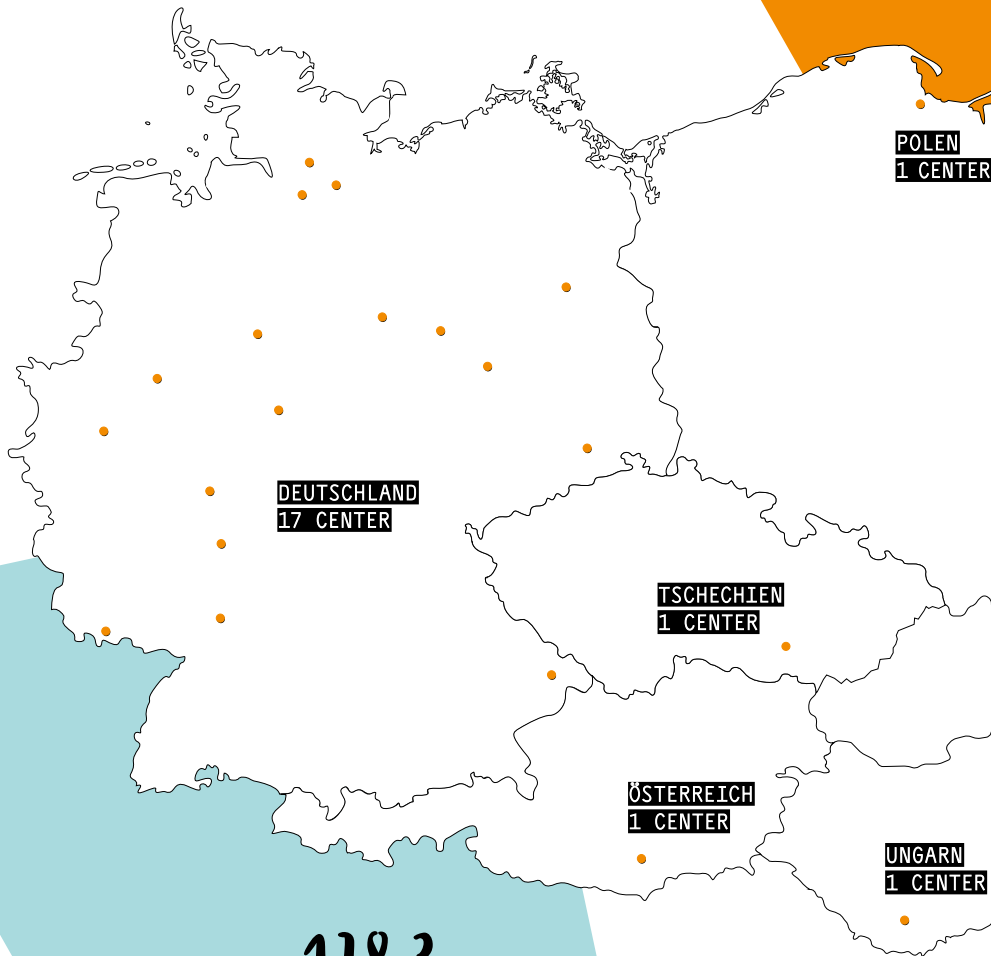 POLEN
1 CENTER
DEUTSCHLAND
17 CENTER
TSCHECHIEN
1 CENTER
ÖSTERREICH
1 CENTER
UNGARN
1 CENTER